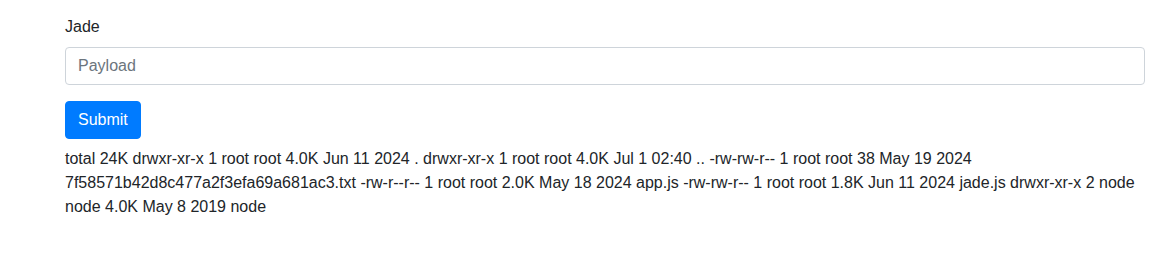 Jade
Payload
Submit
total 24K drwxr-xr-x 1 root root 4.0K Jun 11 2024 . drwxr-xr-x 1 root root 4.0K Jul 1 02:40 .. -rw-rw-r-- 1 root root 38 May 19 2024
7f58571b42d8c477a2f3efa69a681ac3.txt -rw-r--r-- 1 root root 2.0K May 18 2024 app.js -rw-rw-r-- 1 root root 1.8K Jun 11 2024 jade.js drwxr-xr-x 2 node
node 4.0K May 8 2019 node